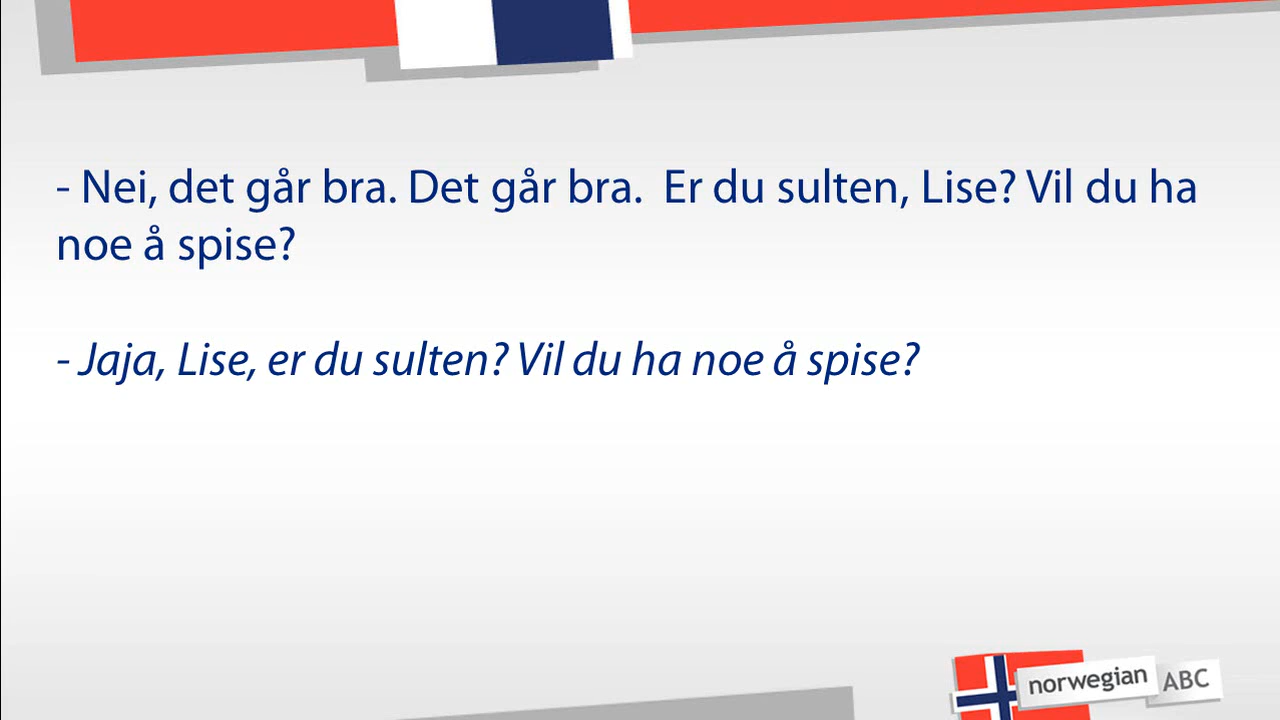 - Nei, det går bra. Det går bra.  Er du sulten, Lise? Vil du ha
noe å spise?
- Jaja, Lise, er du sulten? Vil du ha noe å spise?
norwegian ABC